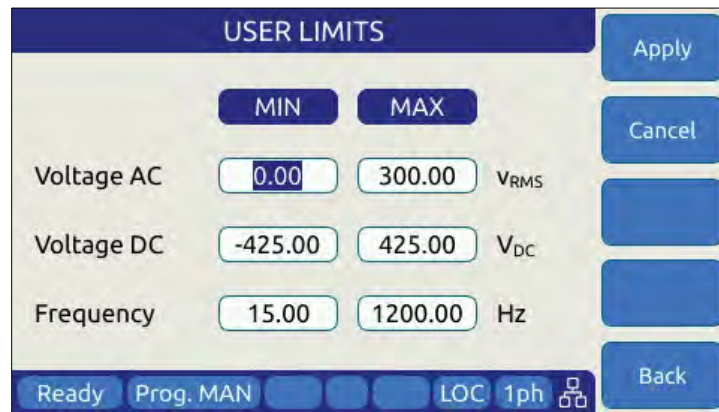 USER LIMITS
Apply
MIN MAX
Cancel
Voltage AC 0.00 300.00 VRMS
Voltage DC -425.00 425.00 VDC
Frequency 15.00 1200.00 Hz
Back
Ready Prog. MAN LOC 1ph